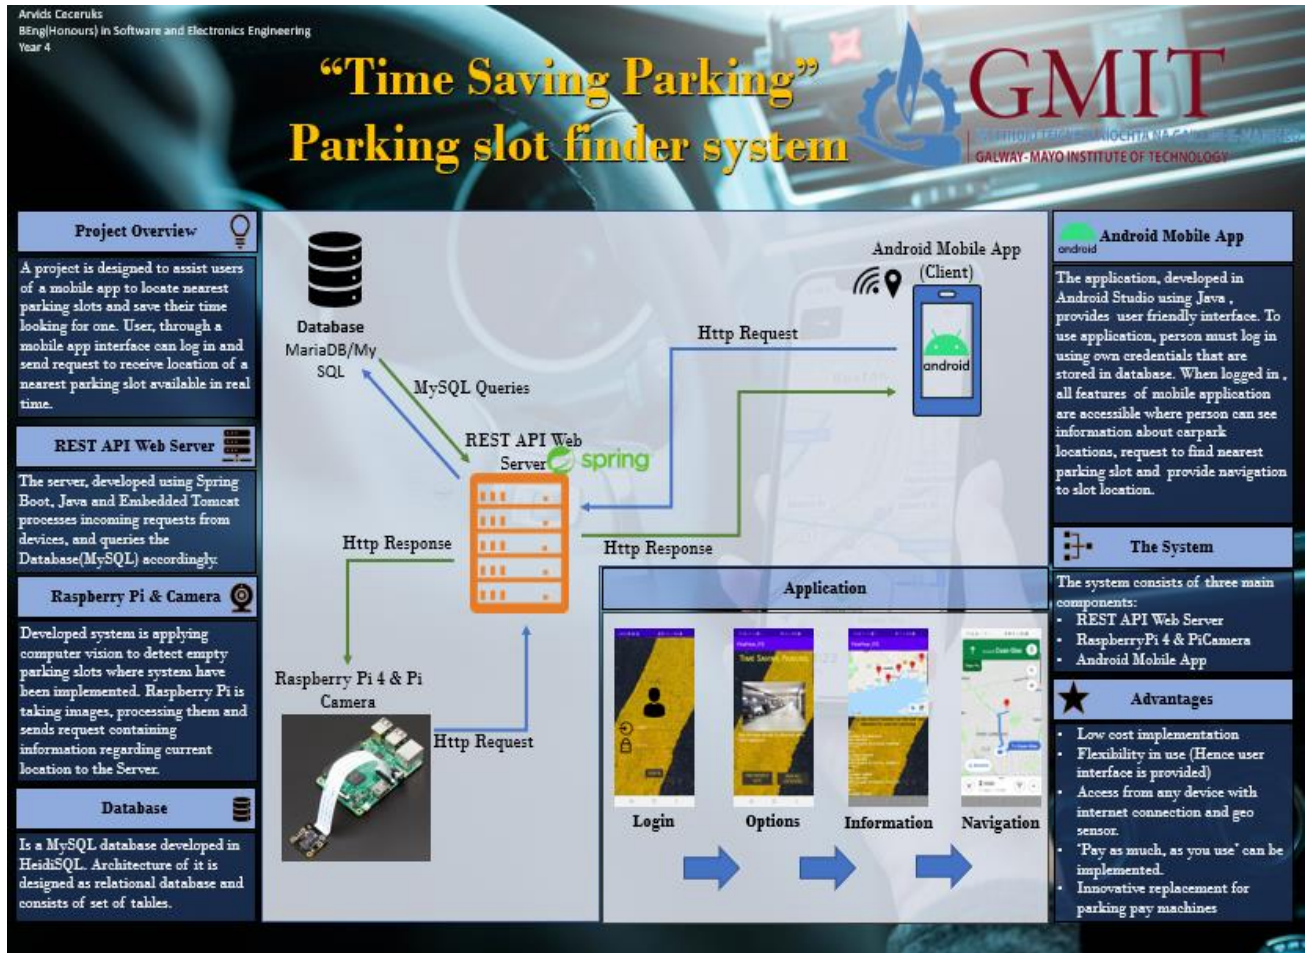 Arvids Ceceruks
BEng(Honours) in Software and Electronics Engineering
Year 4
“Time Saving Parking”
Parking slot finder system
GMIT
GALWAY-MAYO INSTITUTE OF TECHNOLOGY
Project Overview
A project is designed to assist users
of a mobile app to locate nearest
parking slots and save their time
looking for one. User, through a
mobile app interface can log in and
send request to receive location of a
nearest parking slot available in real
time.
REST API Web Server
The server, developed using Spring
Boot, Java and Embedded Tomcat
processes incoming requests from
devices, and queries the
Database(MySQL) accordingly.
Raspberry Pi & Camera
Developed system is applying
computer vision to detect empty
parking slots where system have
been implemented. Raspberry Pi is
taking images, processing them and
sends request containing
information regarding current
location to the Server.
Database
Is a MySQL database developed in
HeidiSQL. Architecture of it is
designed as relational database and
consists of set of tables.
Database
MariaDB/My
SQL
MySQL Queries
REST API Web
Server
spring
Android Mobile App
(Client)
android
Http Request
Http Response
Http Response
Raspberry Pi 4 & Pi
Camera
Http Request
Application
TIME SAVING PARKING
Login
Options
Information
Navigation
android
Android Mobile App
The application, developed in
Android Studio using Java ,
provides user friendly interface. To
use application, person must log in
using own credentials that are
stored in database. When logged in ,
all features of mobile application
are accessible where person can see
information about carpark
locations, request to find nearest
parking slot and provide navigation
to slot location.
The System
The system consists of three main
components:
• REST API Web Server
• RaspberryPi 4 & PiCamera
• Android Mobile App
Advantages
• Low cost implementation
• Flexibility in use (Hence user
interface is provided)
• Access from any device with
internet connection and geo
sensor.
• "Pay as much, as you use" can be
implemented.
• Innovative replacement for
parking pay machines